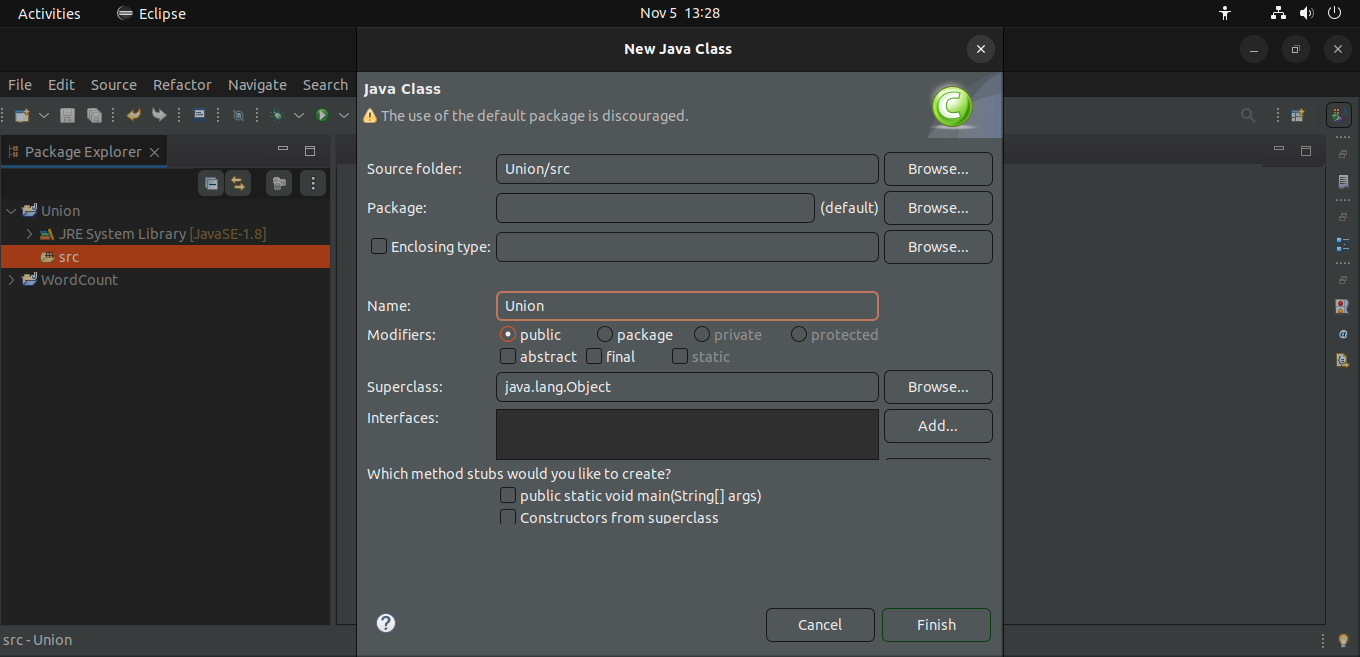 Activities Eclipse Nov 5 13:28
New Java Class
File Edit Source Refactor Navigate Search
Java Class
The use of the default package is discouraged.
Package Explorer
Source folder: Union/src Browse...
Package: (default) Browse...
Enclosing type: Browse...
Union
JRE System Library [JavaSE-1.8]
src
WordCount
Name: Union
Modifiers: public package private protected
abstract final static
Superclass: java.lang.Object Browse...
Interfaces: Add...
Which method stubs would you like to create?
public static void main(String[] args)
Constructors from superclass
? Cancel Finish
src - Union